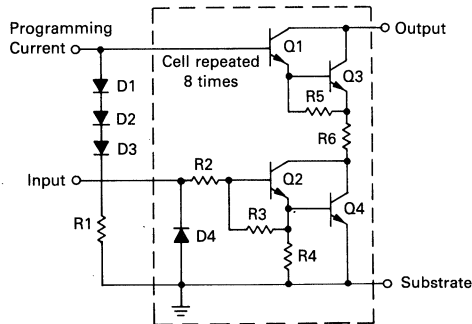 Programming
Current
Output
Q1
Cell repeated
8 times
Q3
D1
R5
D2
R6
D3
R2
Input
Q2
R1
Q4
R3
D4
R4
Substrate